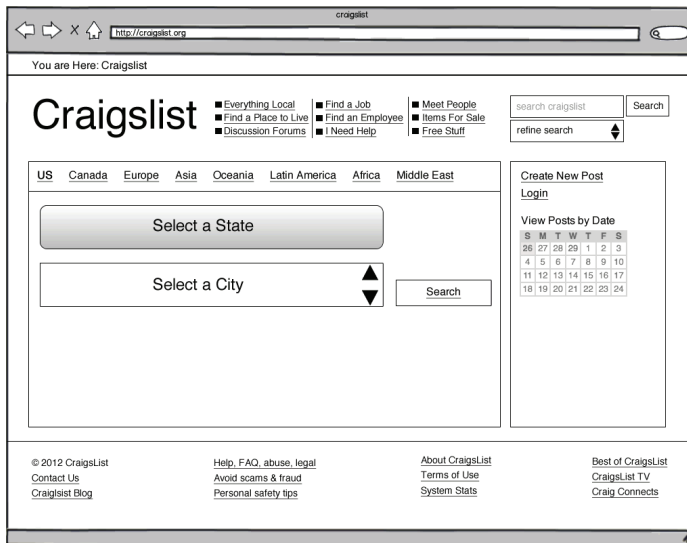 craigslist
http://craigslist.org
You are Here: Craigslist
Craigslist
Everything Local
Find a Place to Live
Discussion Forums
Find a Job
Find an Employee
I Need Help
Meet People
Items For Sale
Free Stuff
search craigslist
Search
refine search
US Canada Europe Asia Oceania Latin America Africa Middle East
Select a State
Select a City
Search
Create New Post
Login
View Posts by Date
S M T W T F S
26 27 28 29 1 2 3
4 5 6 7 8 9 10
11 12 13 14 15 16 17
18 19 20 21 22 23 24
© 2012 CraigsList
Contact Us
Craiglsist Blog
Help, FAQ, abuse, legal
Avoid scams & fraud
Personal safety tips
About CraigsList
Terms of Use
System Stats
Best of CraigsList
CraigsList TV
Craig Connects